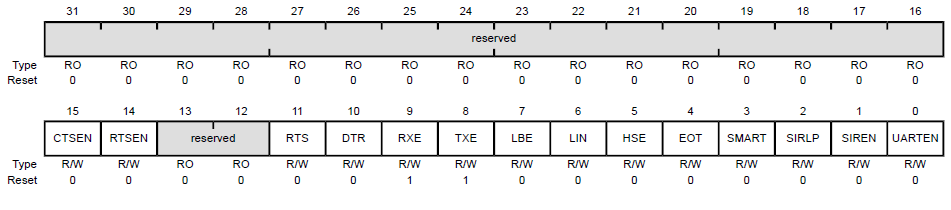 31 30 29 28 27 26 25 24 23 22 21 20 19 18 17 16
reserved
Type RO RO RO RO RO RO RO RO RO RO RO RO RO RO RO RO
Reset 0 0 0 0 0 0 0 0 0 0 0 0 0 0 0 0
15 14 13 12 11 10 9 8 7 6 5 4 3 2 1 0
CTSEN RTSEN reserved RTS DTR RXE TXE LBE LIN HSE EOT SMART SIRLP SIREN UARTEN
Type R/W R/W RO RO R/W R/W R/W R/W R/W R/W R/W R/W R/W R/W R/W R/W
Reset 0 0 0 0 0 0 1 1 0 0 0 0 0 0 0 0